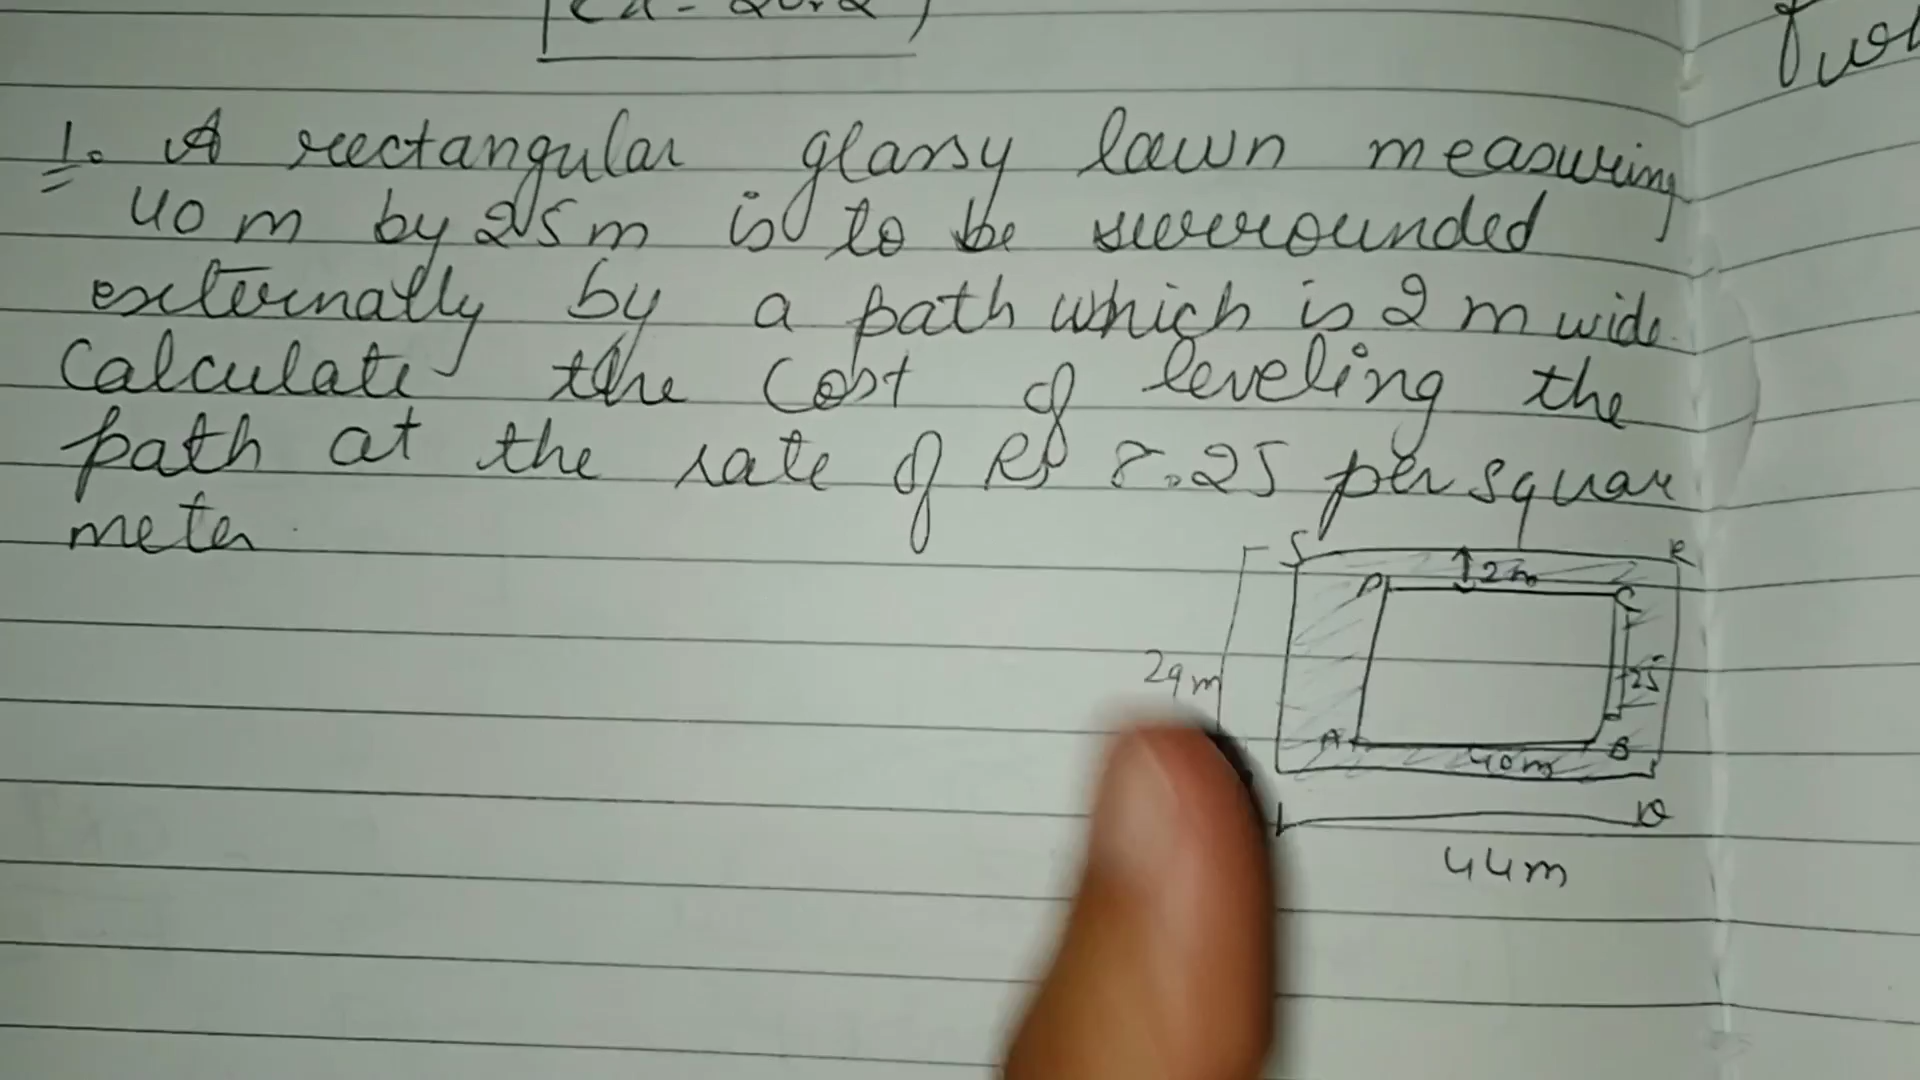 1. A rectangular glassy lawn measuring
40 m by 25 m is to be surrounded
externally by a path which is 2 m wide.
Calculate the Cost of leveling the
path at the rate of Rs 8.25 per square
meter
S R
2m
D C
29m
25
A B
40m
Q
44m